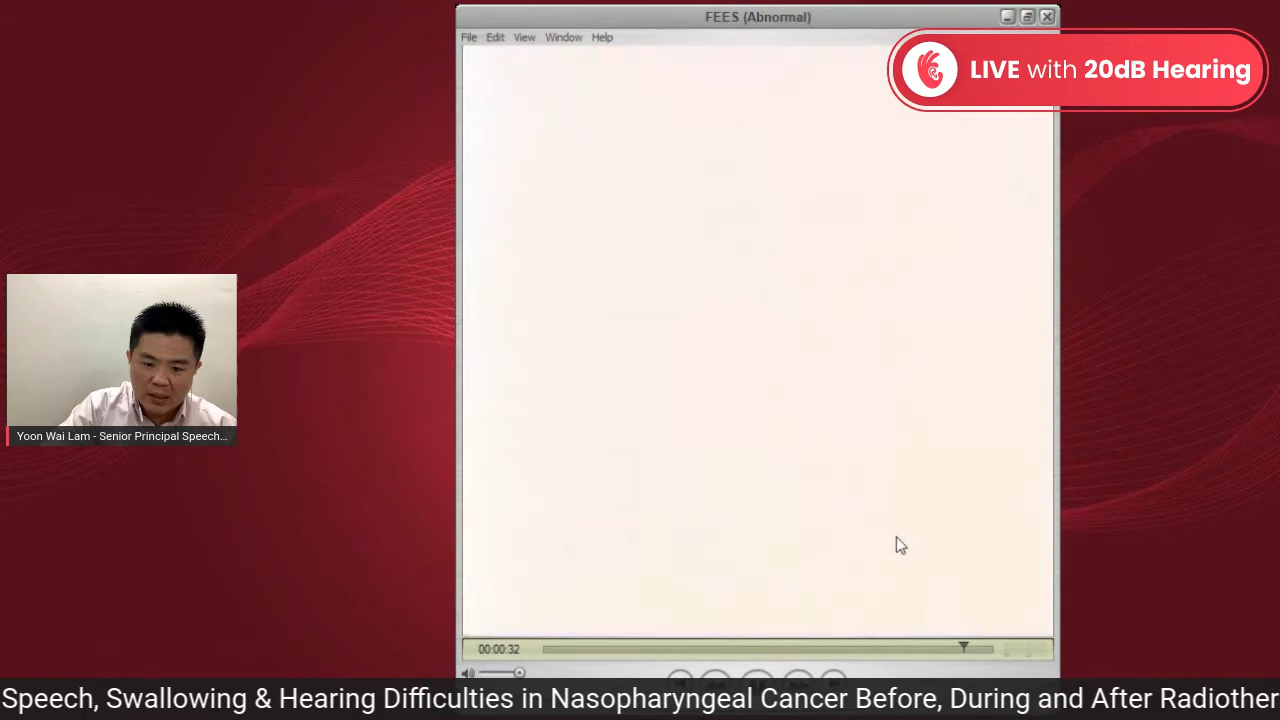 FEES (Abnormal)
File Edit View Window Help
LIVE with 20dB Hearing
Yoon Wai Lam - Senior Principal Speech...
00:00:32
Speech, Swallowing & Hearing Difficulties in Nasopharyngeal Cancer Before, During and After Radiother